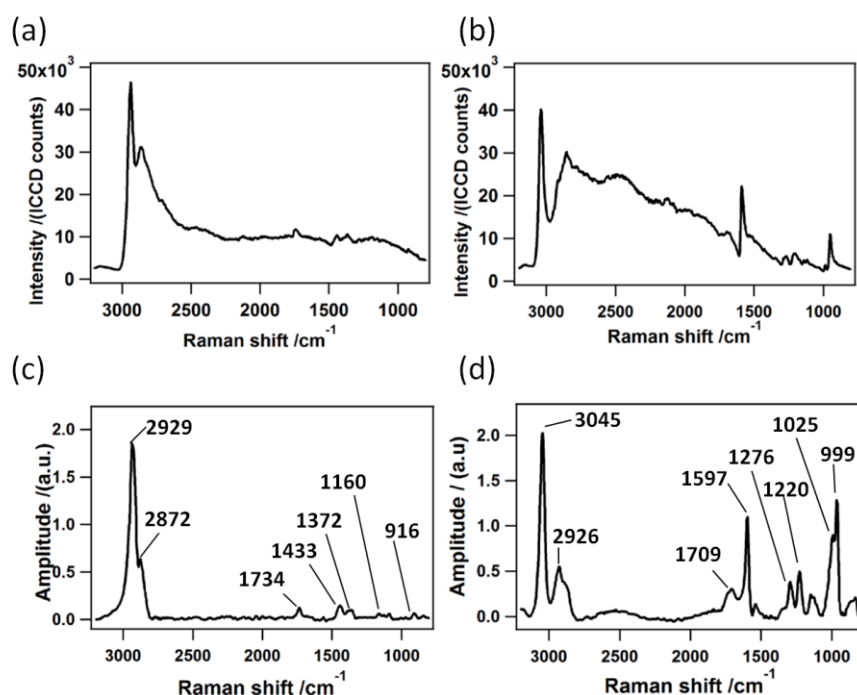 (a)
Intensity /(ICCD counts)
50x10³
40
30
20
10
0
3000 2500 2000 1500 1000
Raman shift /cm⁻¹
(b)
Intensity /(ICCD counts)
50x10³
40
30
20
10
0
3000 2500 2000 1500 1000
Raman shift /cm⁻¹
(c)
Amplitude /(a.u.)
2.0
1.5
1.0
0.5
0.0
2929
2872
1734
1433
1372
1160
916
3000 2500 2000 1500 1000
Raman shift /cm⁻¹
(d)
Amplitude / (a.u)
2.0
1.5
1.0
0.5
0.0
3045
2926
1709
1597
1276
1220
1025
999
3000 2500 2000 1500 1000
Raman shift /cm⁻¹